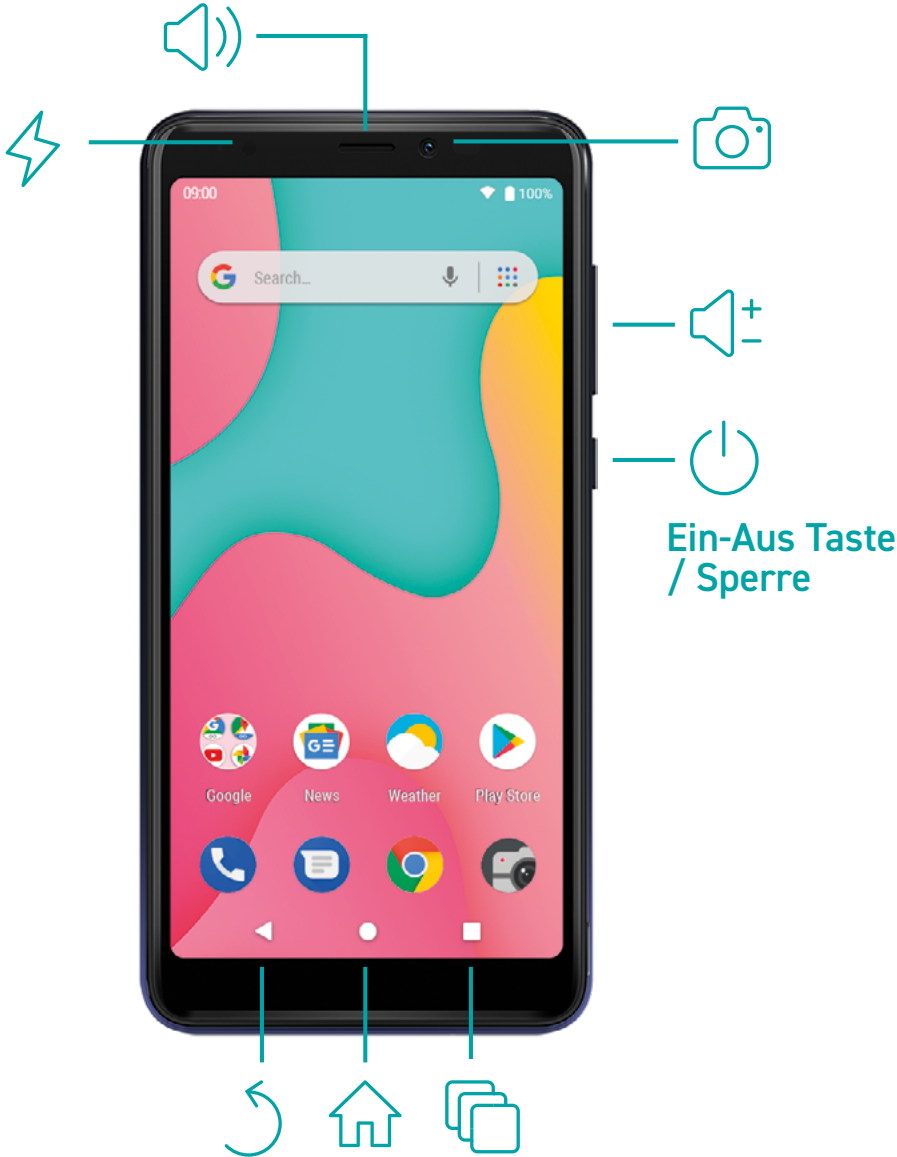 09:00
100%
Search...
Google
News
Weather
Play Store
Ein-Aus Taste
/ Sperre